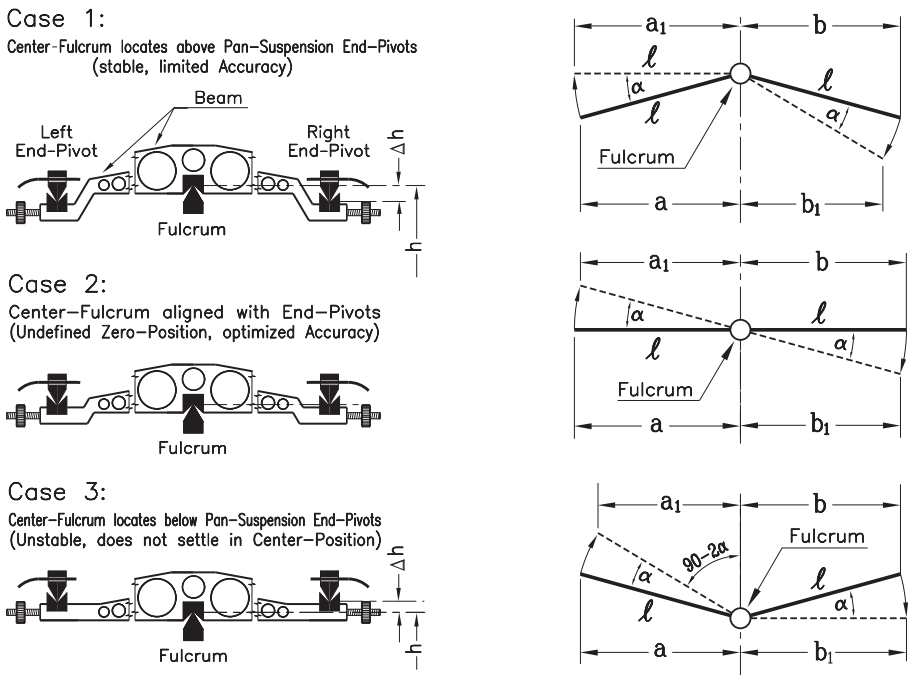 Case 1:
Center-Fulcrum locates above Pan-Suspension End-Pivots
(stable, limited Accuracy)
Beam
Left
End-Pivot
Right
End-Pivot
Δh
h
Fulcrum
a1
b
ℓ
ℓ
α
ℓ
α
Fulcrum
a
b1
Case 2:
Center-Fulcrum aligned with End-Pivots
(Undefined Zero-Position, optimized Accuracy)
Fulcrum
a1
b
α
ℓ
ℓ
α
Fulcrum
a
b1
Case 3:
Center-Fulcrum locates below Pan-Suspension End-Pivots
(Unstable, does not settle in Center-Position)
Δh
h
Fulcrum
a1
b
90-2α
Fulcrum
α
ℓ
ℓ
α
a
b1